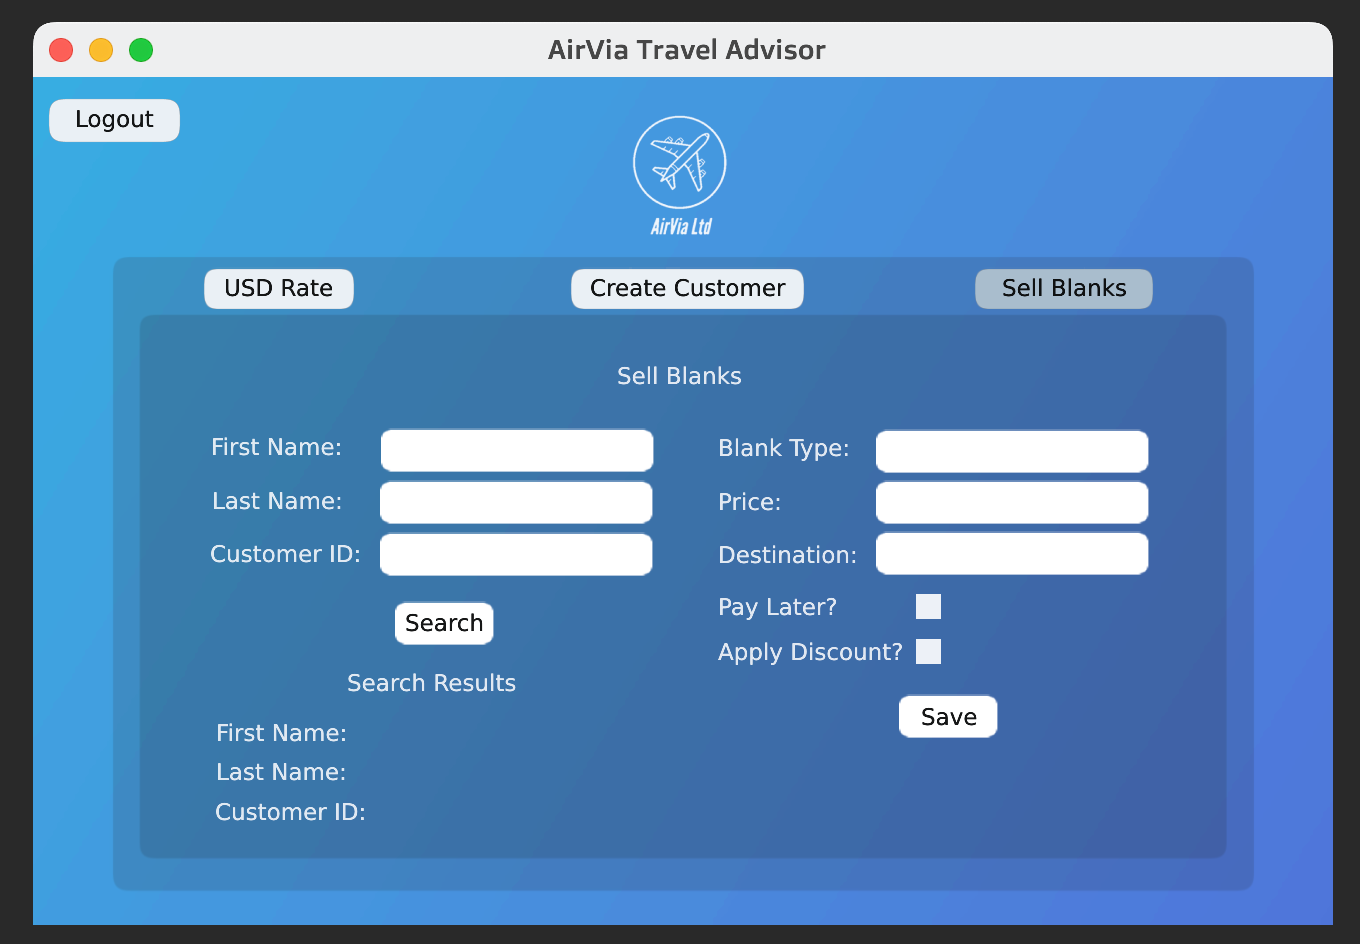 AirVia Travel Advisor
Logout
AirVia Ltd
USD Rate
Create Customer
Sell Blanks
Sell Blanks
First Name:
Last Name:
Customer ID:
Search
Search Results
First Name:
Last Name:
Customer ID:
Blank Type:
Price:
Destination:
Pay Later?
Apply Discount?
Save